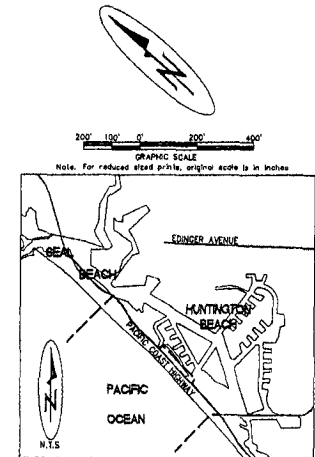 N
200' 0' 200' 400'
GRAPHIC SCALE
Note. For reduced sized prints, original scale is in inches
EDINGER AVENUE
SEAL
BEACH
HUNTINGTON
BEACH
PACIFIC COAST HIGHWAY
PACIFIC
OCEAN
N
N.T.S